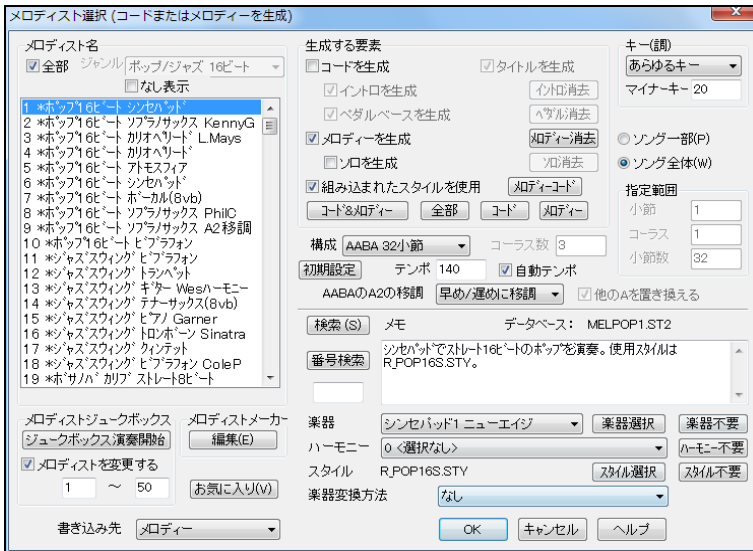 メロディスト選択 (コードまたはメロディーを生成)
メロディスト名
全部 ジャンル ポップ/ジャズ 16ビート
なし表示
1 *ポップ16ビート シンセパッド
2 *ポップ16ビート ソプラノサックス KennyG
3 *ポップ16ビート カリオペリード L.Mays
4 *ポップ16ビート カリオペリード
5 *ポップ16ビート アトモスフィア
6 *ポップ16ビート シンセパッド
7 *ポップ16ビート ボーカル(8vb)
8 *ポップ16ビート ソプラノサックス PhilC
9 *ポップ16ビート ソプラノサックス A2移調
10 *ポップ16ビート ビブラフォン
11 *ジャズスウィング ビブラフォン
12 *ジャズスウィング トランペット
13 *ジャズスウィング ギター Wesハーモニー
14 *ジャズスウィング テナーサックス(8vb)
15 *ジャズスウィング ピアノ Garner
16 *ジャズスウィング トロンボーン Sinatra
17 *ジャズスウィング クィンテット
18 *ジャズスウィング ビブラフォン ColeP
19 *ボサノバ カリブ ストレート8ビート
メロディストジュークボックス
ジュークボックス演奏開始
メロディストを変更する
1 ～ 50
メロディストメーカー
編集(E)
お気に入り(V)
書き込み先 メロディー
生成する要素
コードを生成 タイトルを生成
イントロを生成 イントロ消去
ペダルベースを生成 ペダル消去
メロディーを生成 メロディー消去
ソロを生成 ソロ消去
組み込まれたスタイルを使用 メロディーコード
コード&メロディー 全部 コード メロディー
キー(調)
あらゆるキー
マイナーキー 20
ソング一部(P)
ソング全体(W)
指定範囲
小節 1
コーラス 1
小節数 32
構成 AABA 32小節 コーラス数 3
初期設定 テンポ 140 自動テンポ
AABAのA2の移調 早め/遅めに移調 他のAを置き換える
検索(S) メモ データベース： MELPOP1.ST2
番号検索
シンセパッドでストレート16ビートのポップを演奏。使用スタイルは
R_POP16S.STY。
楽器 シンセパッド1 ニューエイジ 楽器選択 楽器不要
ハーモニー 0 <選択なし> ハーモニー不要
スタイル R_POP16S.STY スタイル選択 スタイル不要
楽器変換方法 なし
OK キャンセル ヘルプ